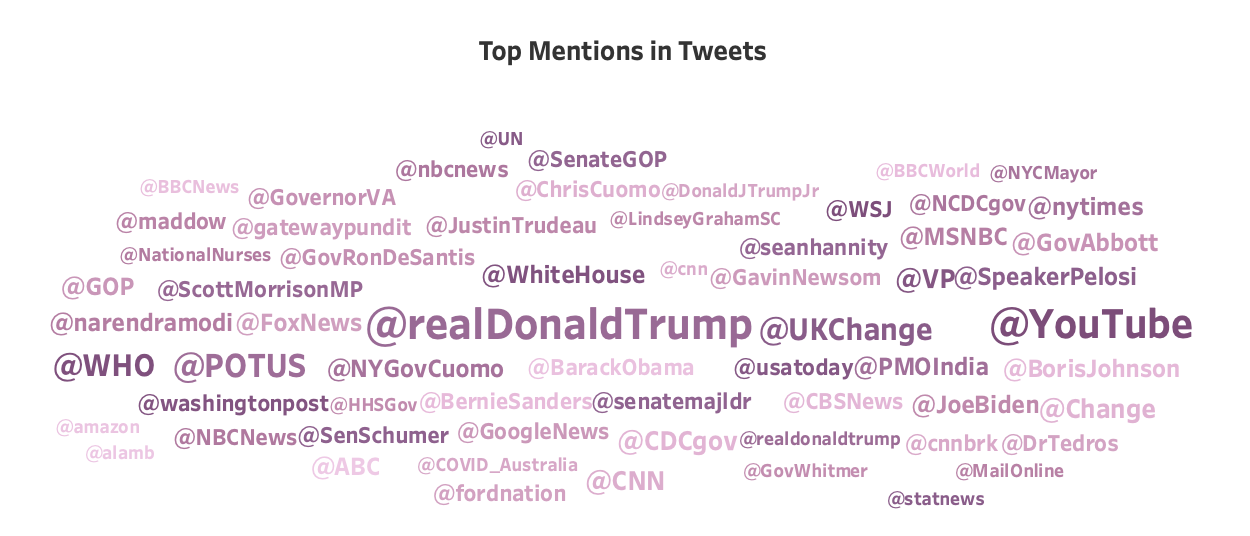 Top Mentions in Tweets
@UN
@nbcnews @SenateGOP
@BBCNews @GovernorVA @ChrisCuomo @DonaldJTrumpJr @BBCWorld @NYCMayor
@maddow @gatewaypundit @JustinTrudeau @LindseyGrahamSC @WSJ @NCDCgov @nytimes
@NationalNurses @GovRonDeSantis @seanhannity @MSNBC @GovAbbott
@GOP @ScottMorrisonMP @WhiteHouse @cnn @GavinNewsom @VP @SpeakerPelosi
@narendramodi @FoxNews @realDonaldTrump @UKChange @YouTube
@WHO @POTUS @NYGovCuomo @BarackObama @usatoday @PMOIndia @BorisJohnson
@washingtonpost @HHSGov @BernieSanders @senatemajldr @CBSNews @JoeBiden @Change
@amazon @NBCNews @SenSchumer @GoogleNews @CDCgov @realdonaldtrump @cnnbrk @DrTedros
@alamb @ABC @COVID_Australia @CNN @GovWhitmer @MailOnline
@fordnation @statnews